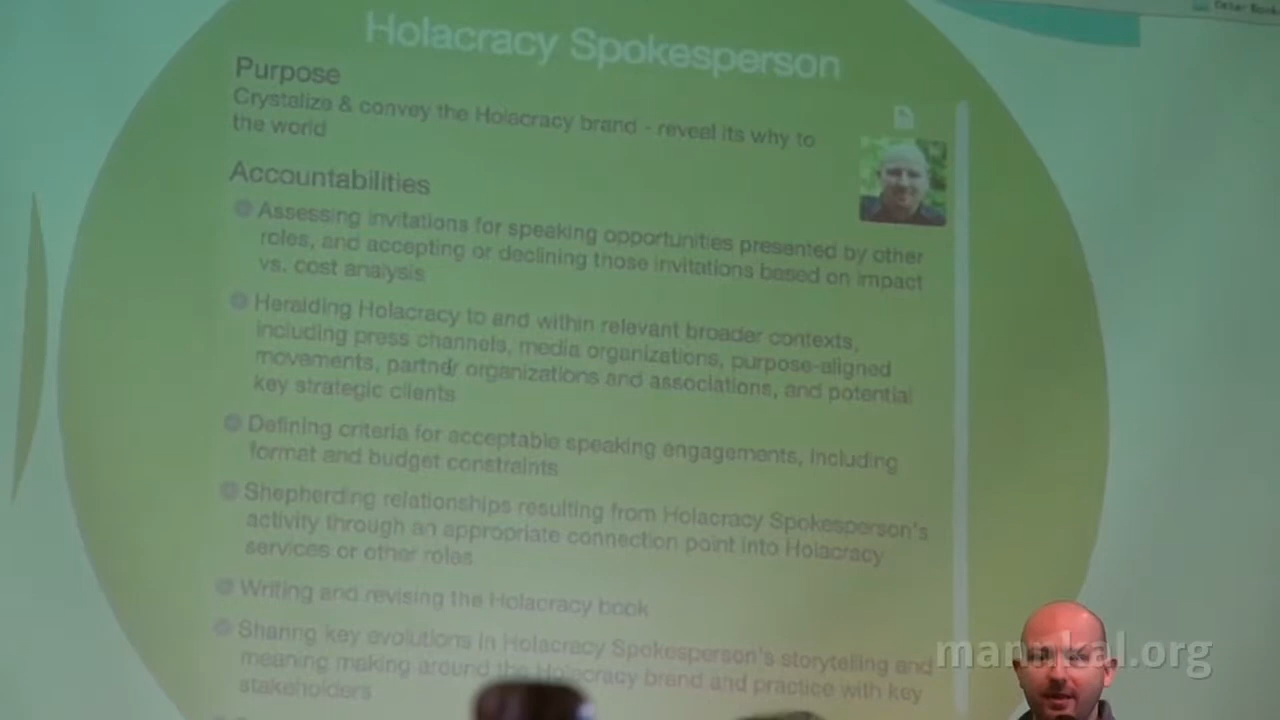 Holacracy Spokesperson
Purpose
Crystalize & convey the Holacracy brand - reveal its why to
the world
Accountabilities
Assessing invitations for speaking opportunities presented by other
roles, and accepting or declining those invitations based on impact
vs. cost analysis
Heralding Holacracy to and within relevant broader contexts,
including press channels, media organizations, purpose-aligned
movements, partner organizations and associations, and potential
key strategic clients
Defining criteria for acceptable speaking engagements, including
format and budget constraints
Shepherding relationships resulting from Holacracy Spokesperson's
activity through an appropriate connection point into Holacracy
services or other roles
Writing and revising the Holacracy book
Sharing key evolutions in Holacracy Spokesperson's storytelling and
meaning making around the Holacracy brand and practice with key
stakeholders
mannkal.org